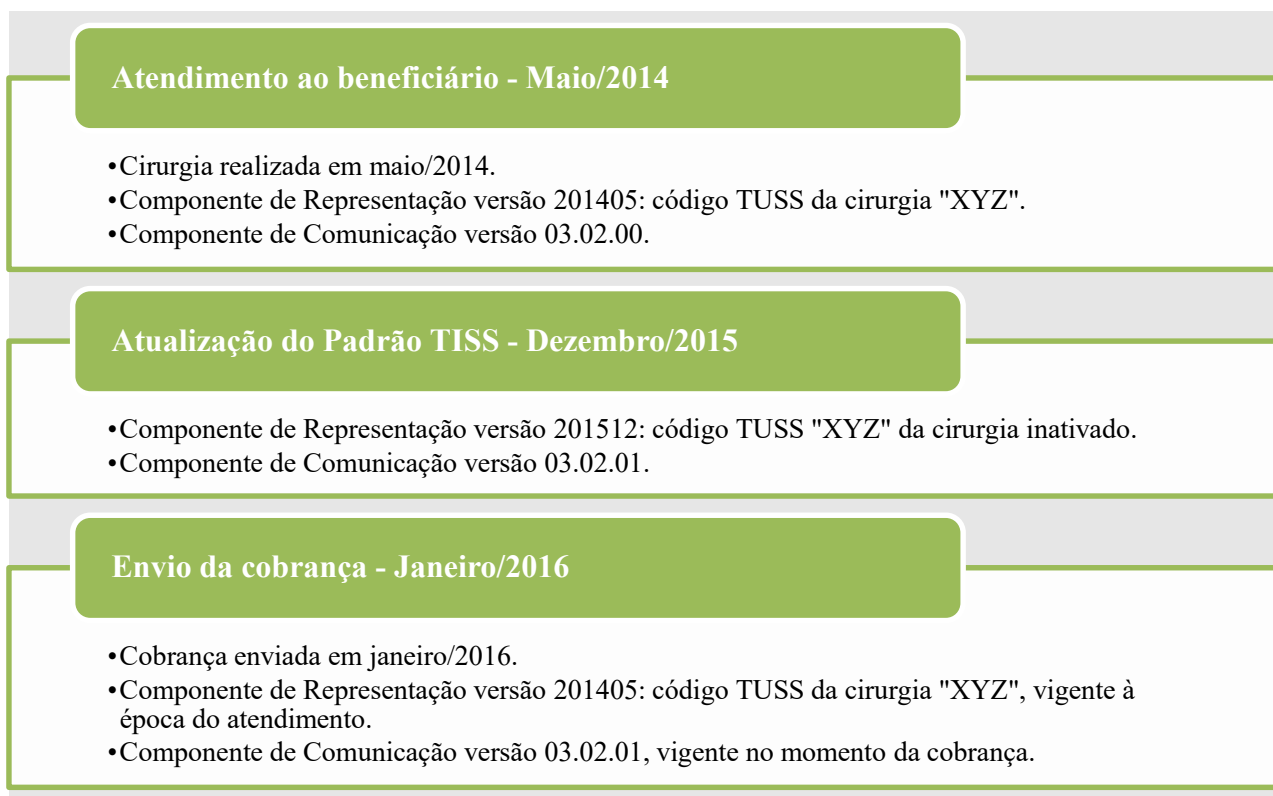 Atendimento ao beneficiário - Maio/2014
•Cirurgia realizada em maio/2014.
•Componente de Representação versão 201405: código TUSS da cirurgia "XYZ".
•Componente de Comunicação versão 03.02.00.
Atualização do Padrão TISS - Dezembro/2015
•Componente de Representação versão 201512: código TUSS "XYZ" da cirurgia inativado.
•Componente de Comunicação versão 03.02.01.
Envio da cobrança - Janeiro/2016
•Cobrança enviada em janeiro/2016.
•Componente de Representação versão 201405: código TUSS da cirurgia "XYZ", vigente à
época do atendimento.
•Componente de Comunicação versão 03.02.01, vigente no momento da cobrança.